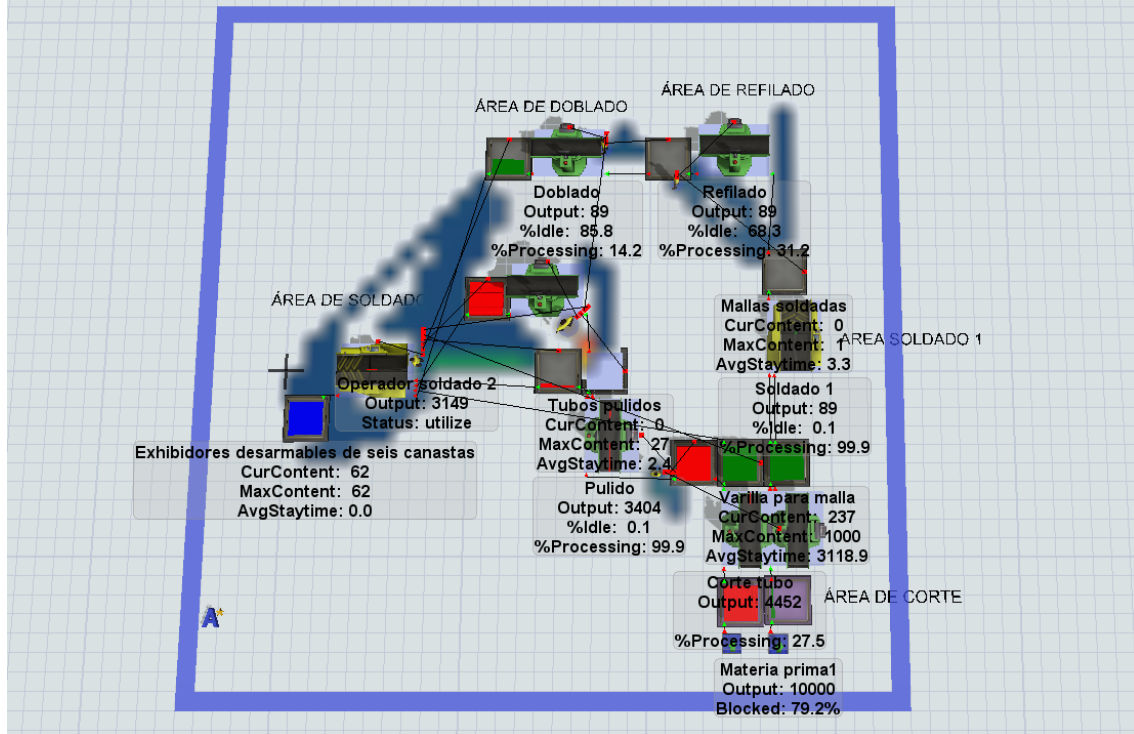 ÁREA DE REFILADO
ÁREA DE DOBLADO
Doblado
Output: 89
%Idle: 85.8
%Processing: 14.2
Refilado
Output: 89
%Idle: 68.3
%Processing: 31.2
ÁREA DE SOLDADO
Mallas soldadas
CurContent: 0
MaxContent: 1
AvgStaytime: 3.3
ÁREA SOLDADO 1
Operador soldado 2
Output: 3149
Status: utilize
Soldado 1
Output: 89
%Idle: 0.1
%Processing: 99.9
Tubos pulidos
CurContent: 0
MaxContent: 27
AvgStaytime: 2.4
Exhibidores desarmables de seis canastas
CurContent: 62
MaxContent: 62
AvgStaytime: 0.0
Pulido
Output: 3404
%Idle: 0.1
%Processing: 99.9
Varilla para malla
CurContent: 237
MaxContent: 1000
AvgStaytime: 3118.9
Corte tubo
Output: 4452
%Processing: 27.5
ÁREA DE CORTE
A
Materia prima1
Output: 10000
Blocked: 79.2%